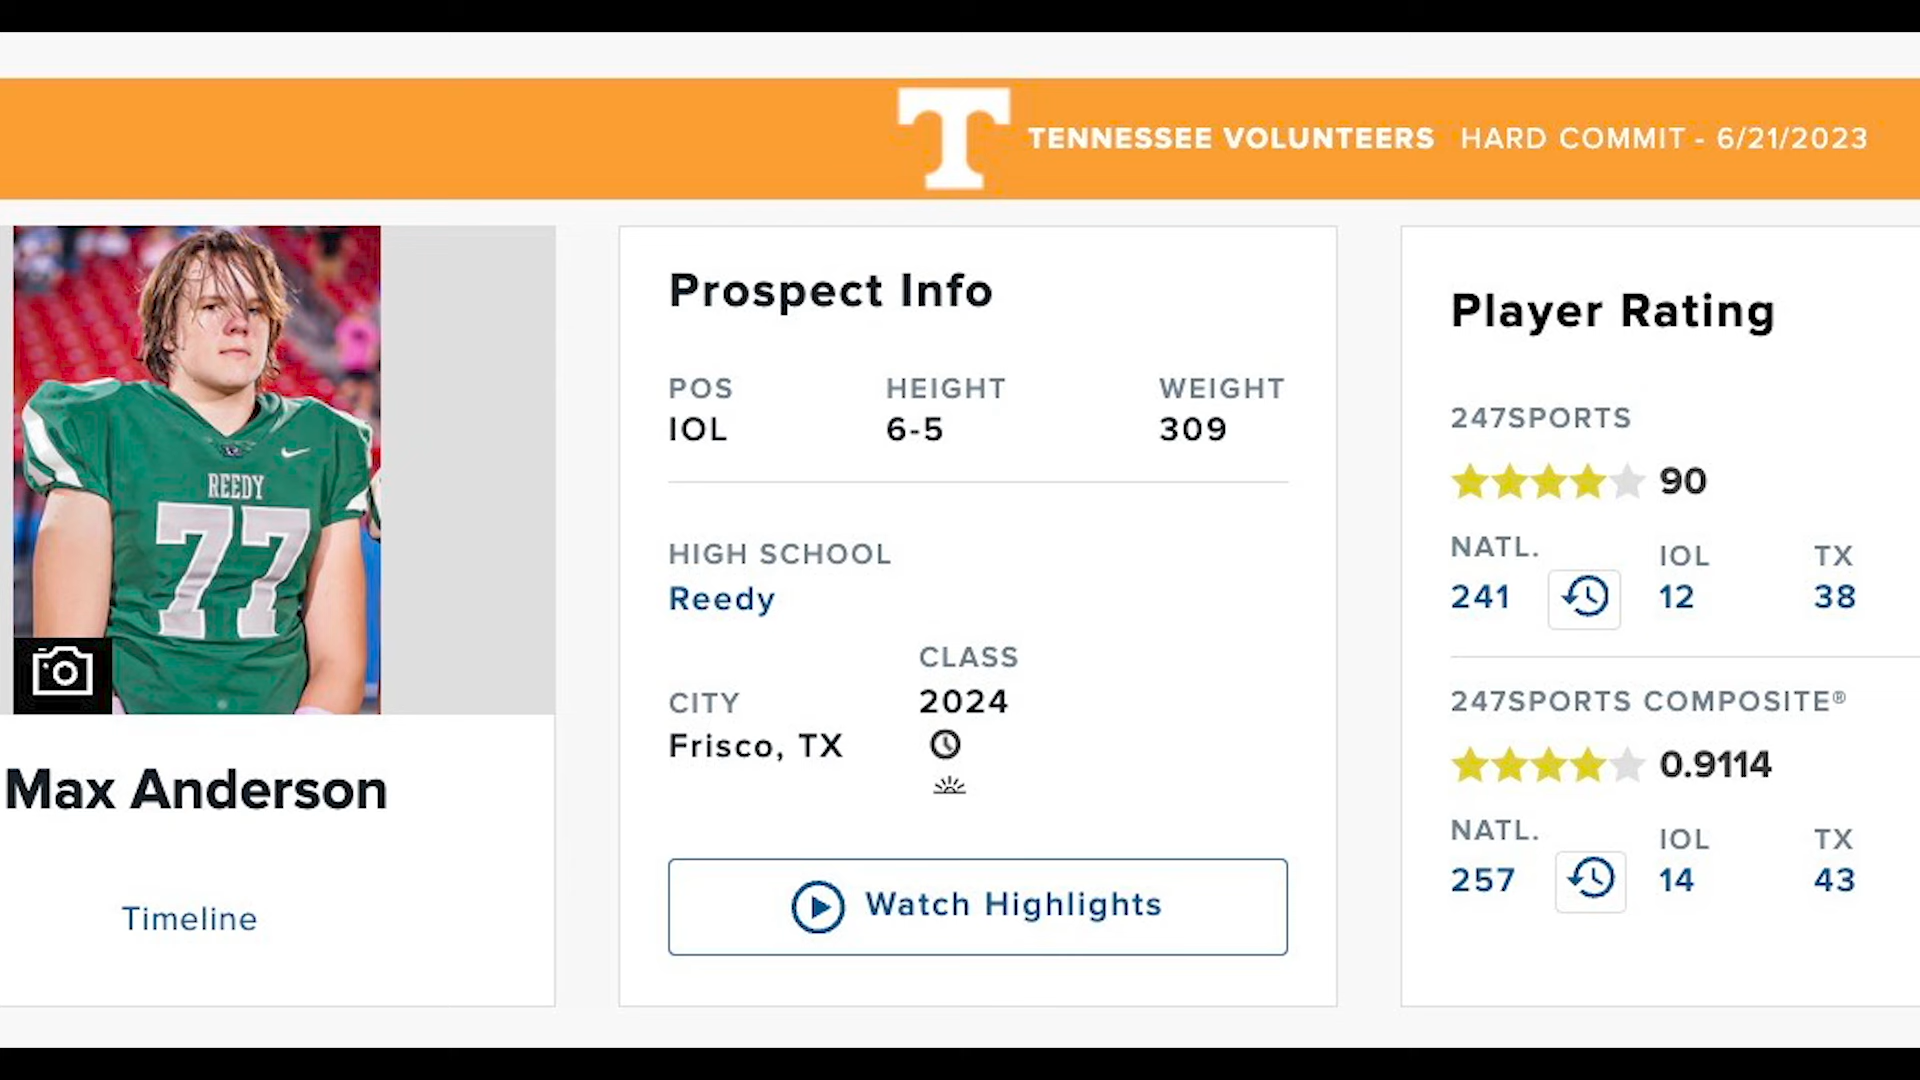 T TENNESSEE VOLUNTEERS HARD COMMIT - 6/21/2023
REEDY
77
Max Anderson
Timeline
Prospect Info
POS HEIGHT WEIGHT
IOL 6-5 309
HIGH SCHOOL
Reedy
CITY
Frisco, TX
CLASS
2024
Watch Highlights
Player Rating
247SPORTS
90
NATL. IOL TX
241 12 38
247SPORTS COMPOSITE®
0.9114
NATL. IOL TX
257 14 43